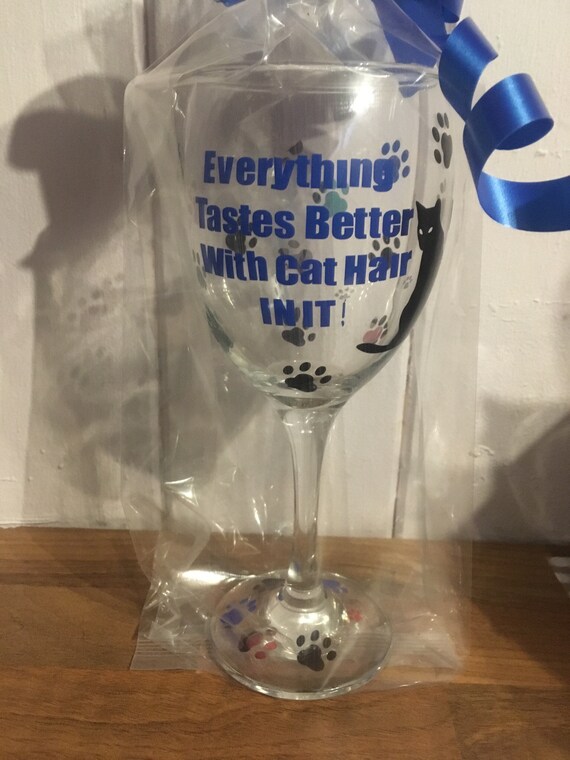 Everything
Tastes Better
With Cat Hair
IN IT!